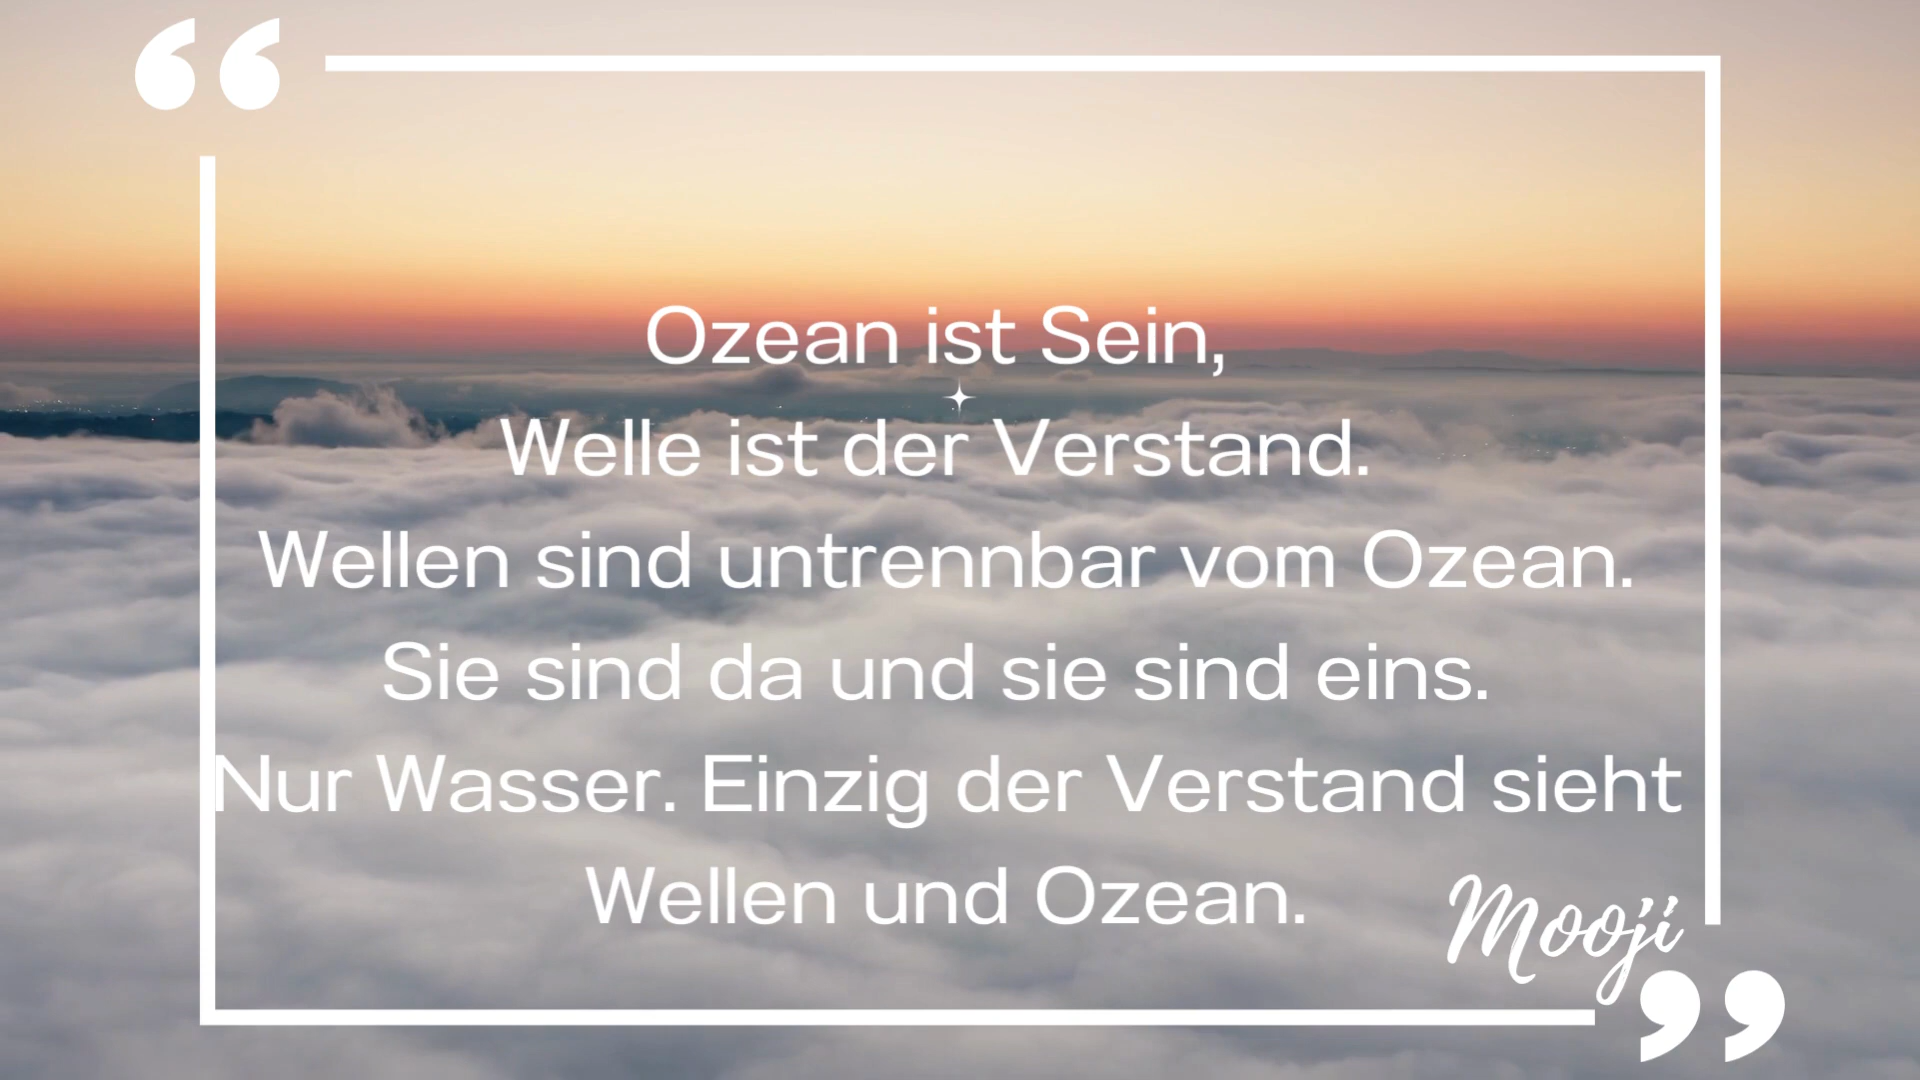 “
Ozean ist Sein,
Welle ist der Verstand.
Wellen sind untrennbar vom Ozean.
Sie sind da und sie sind eins.
Nur Wasser. Einzig der Verstand sieht
Wellen und Ozean.
Mooji
”